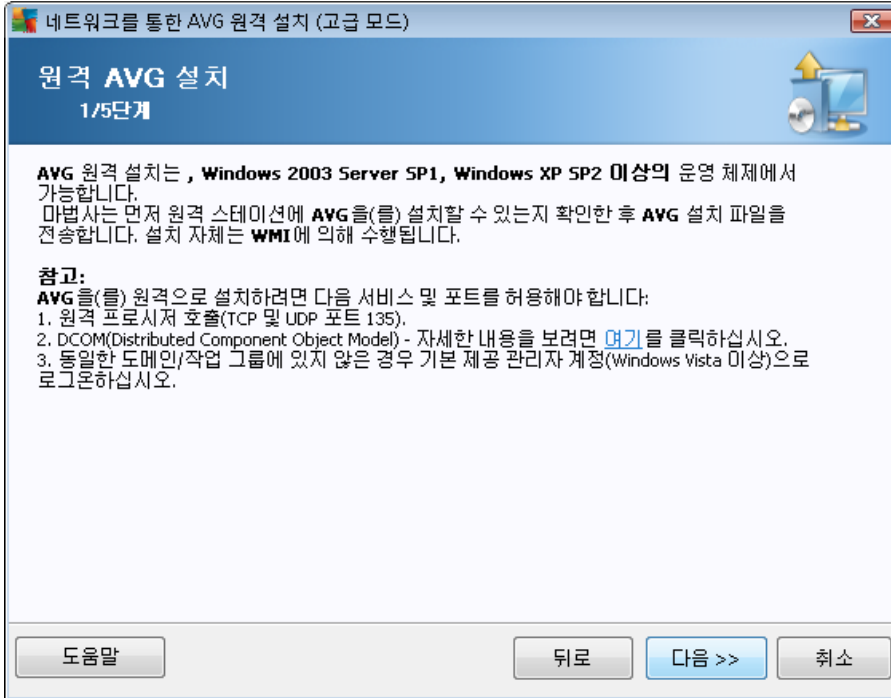 네트워크를 통한 AVG 원격 설치 (고급 모드)
원격 AVG 설치
1/5단계
AVG 원격 설치는 , Windows 2003 Server SP1, Windows XP SP2 이상의 운영 체제에서
가능합니다.
마법사는 먼저 원격 스테이션에 AVG을(를) 설치할 수 있는지 확인한 후 AVG 설치 파일을
전송합니다. 설치 자체는 WMI에 의해 수행됩니다.
참고:
AVG을(를) 원격으로 설치하려면 다음 서비스 및 포트를 허용해야 합니다:
1. 원격 프로시저 호출(TCP 및 UDP 포트 135).
2. DCOM(Distributed Component Object Model) - 자세한 내용을 보려면 여기를 클릭하십시오.
3. 동일한 도메인/작업 그룹에 있지 않은 경우 기본 제공 관리자 계정(Windows Vista 이상)으로
로그온하십시오.
도움말
뒤로
다음 >>
취소